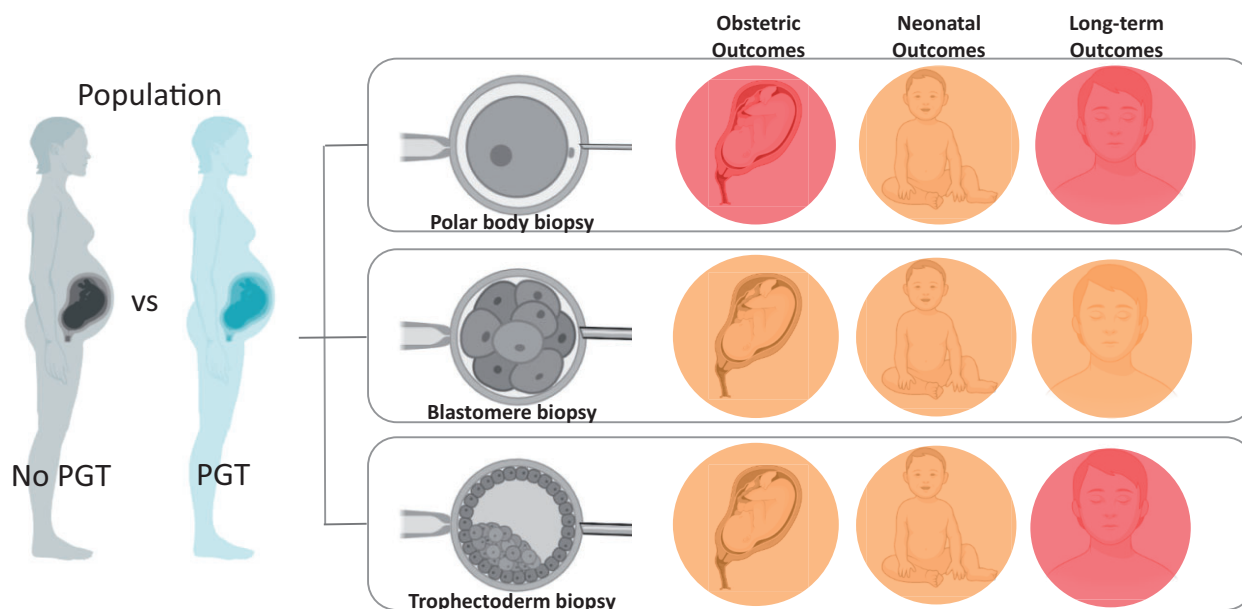 Obstetric
Outcomes
Neonatal
Outcomes
Long-term
Outcomes
Population
vs
No PGT
PGT
Polar body biopsy
Blastomere biopsy
Trophectoderm biopsy